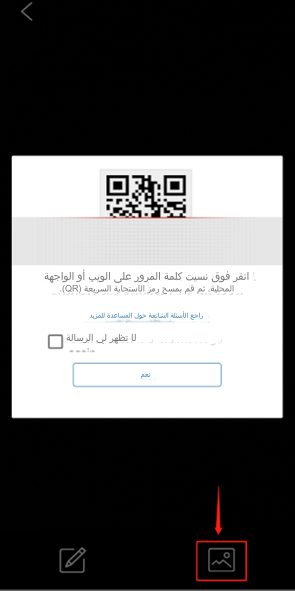 انقر فوق نسيت كلمة المرور على الويب أو الواجهة
المحلية، ثم قم بمسح رمز الاستجابة السريعة (QR).
راجع الأسئلة الشائعة حول المساعدة للمزيد
لا تظهر لي الرسالة
نعم